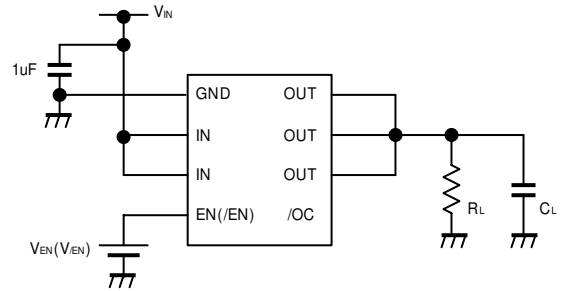 VIN
1uF
GND OUT
IN OUT
IN OUT
EN(/EN) /OC
RL CL
VEN(V/EN)